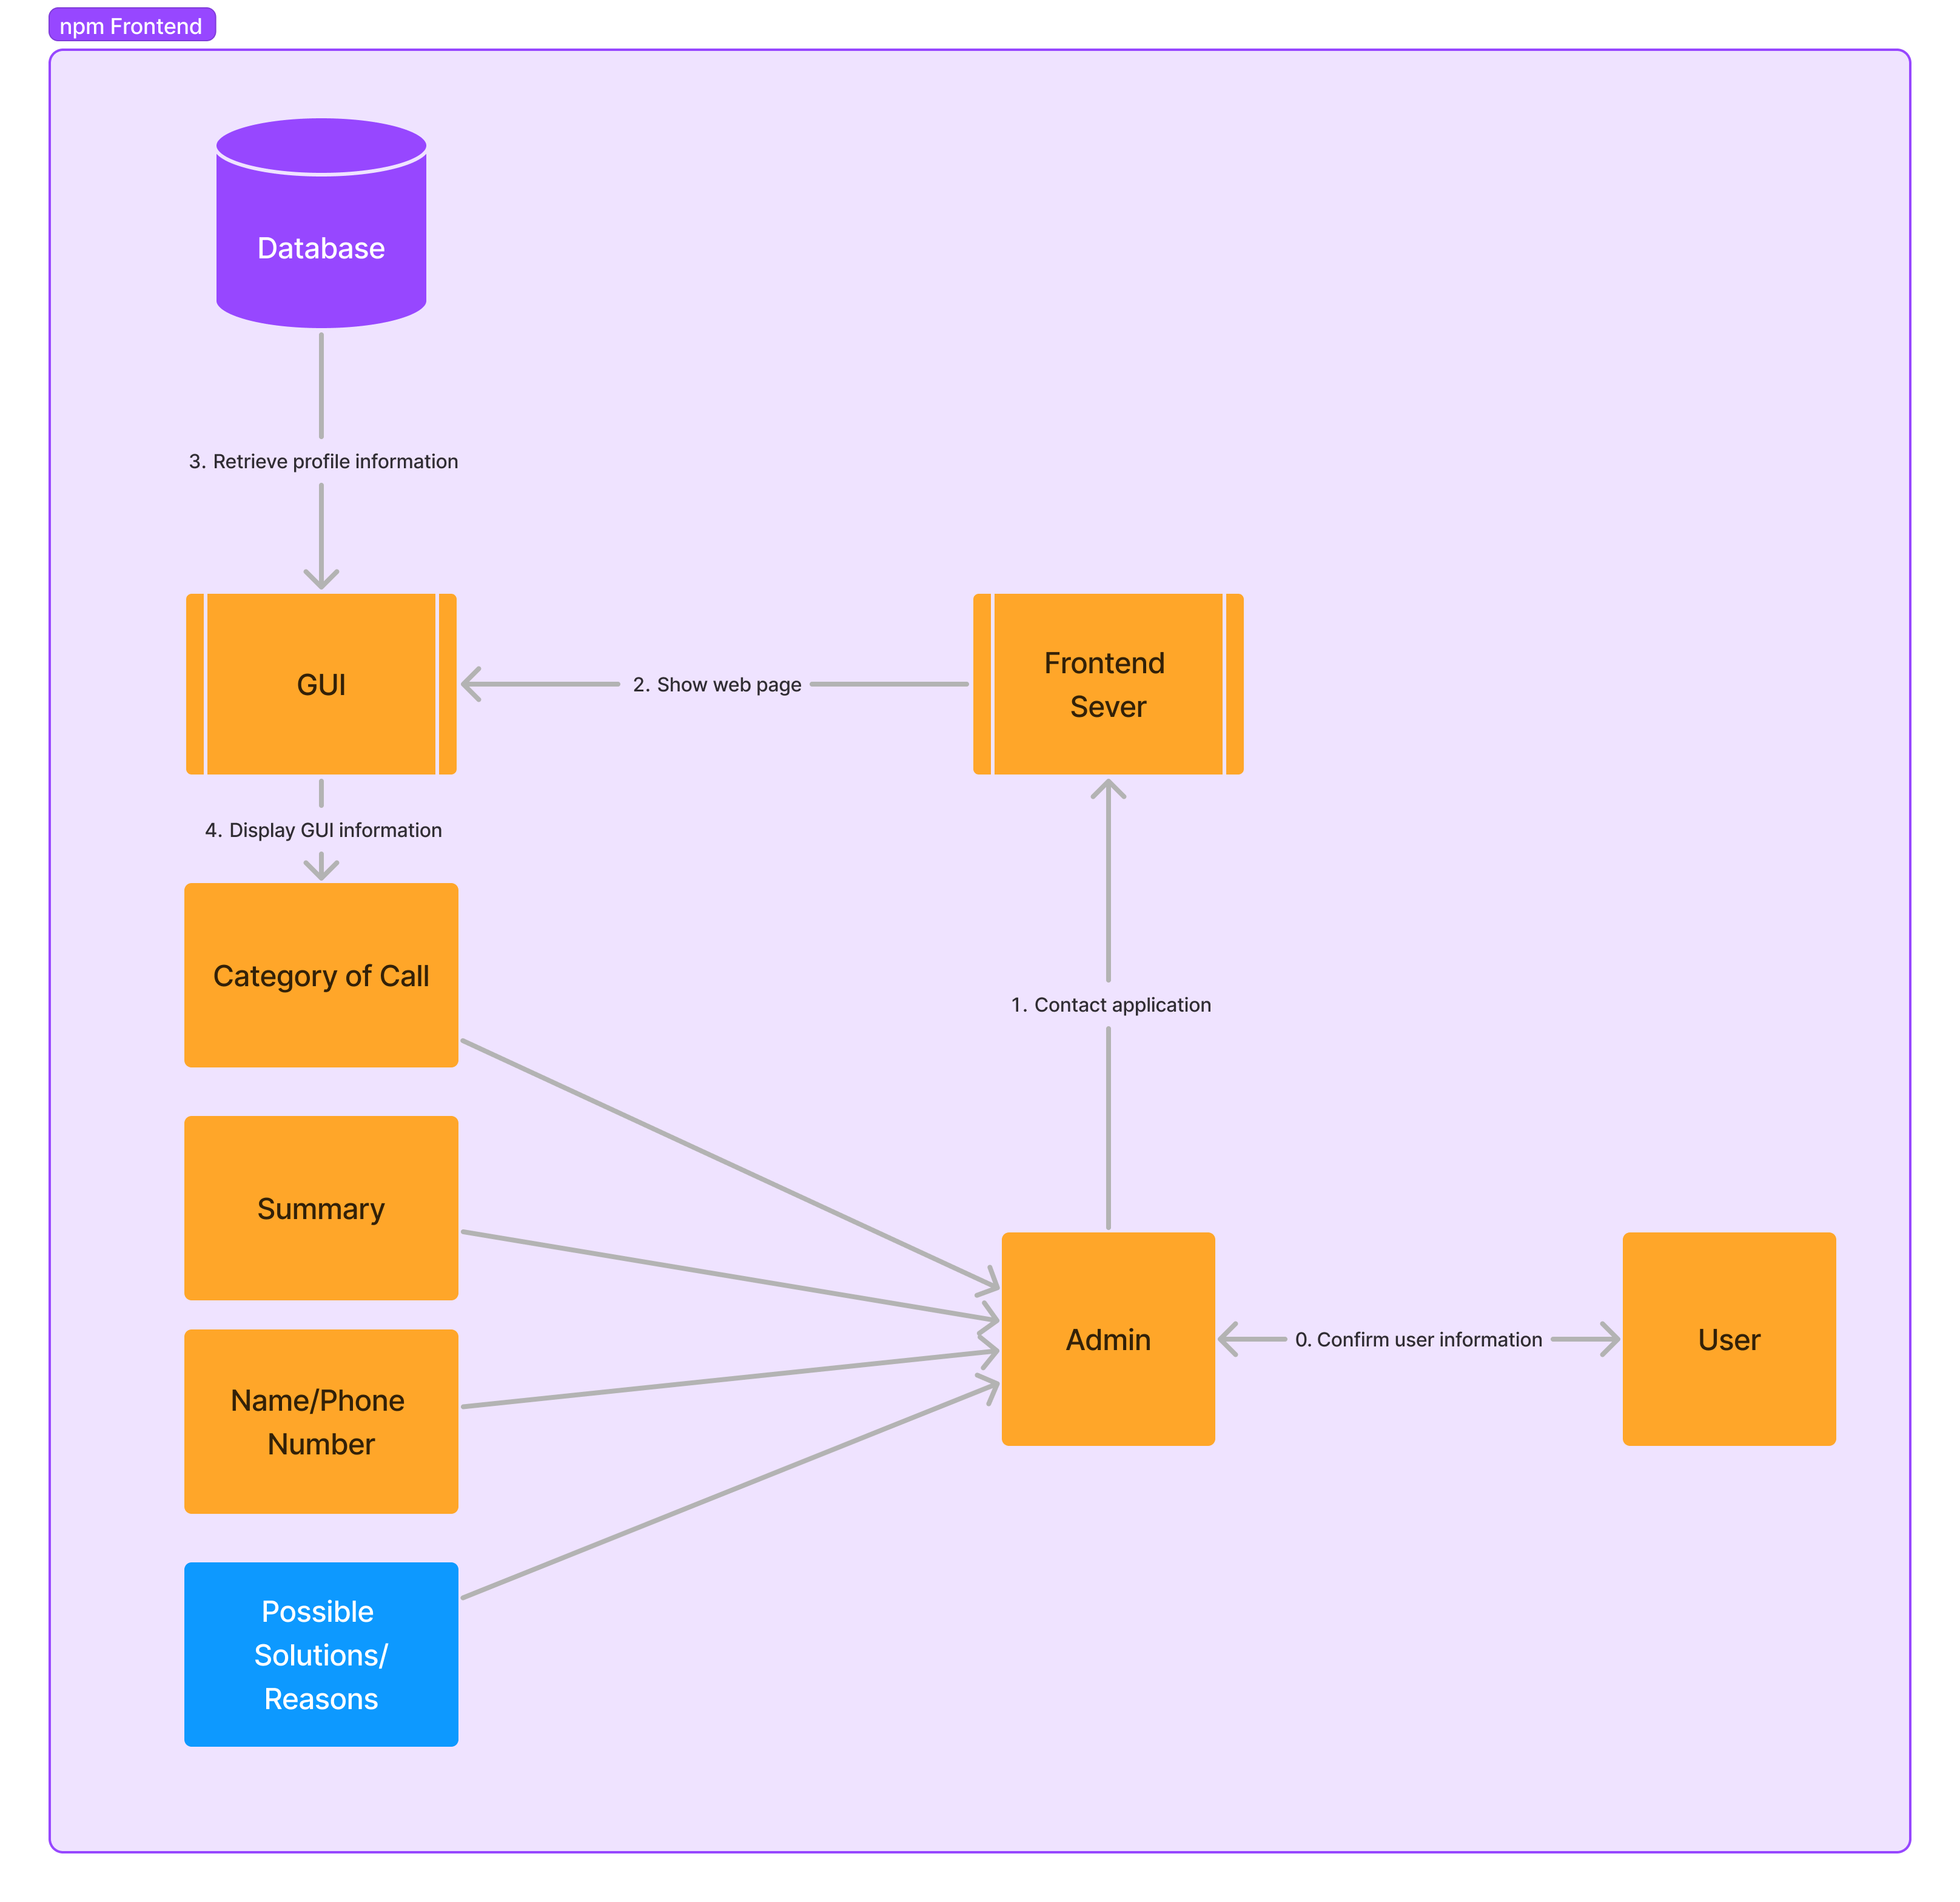 npm Frontend
Database
3. Retrieve profile information
GUI
2. Show web page
Frontend
Sever
4. Display GUI information
Category of Call
1. Contact application
Summary
Admin
0. Confirm user information
User
Name/Phone
Number
Possible
Solutions/
Reasons